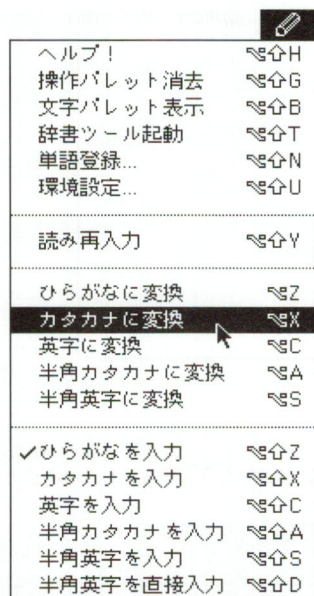 ヘルプ! ⌥⇧H
操作パレット消去 ⌥⇧G
文字パレット表示 ⌥⇧B
辞書ツール起動 ⌥⇧T
単語登録... ⌥⇧N
環境設定... ⌥⇧U
読み再入力 ⌥⇧Y
ひらがなに変換 ⌥Z
カタカナに変換 ⌥X
英字に変換 ⌥C
半角カタカナに変換 ⌥A
半角英字に変換 ⌥S
✓ひらがなを入力 ⌥⇧Z
カタカナを入力 ⌥⇧X
英字を入力 ⌥⇧C
半角カタカナを入力 ⌥⇧A
半角英字を入力 ⌥⇧S
半角英字を直接入力 ⌥⇧D